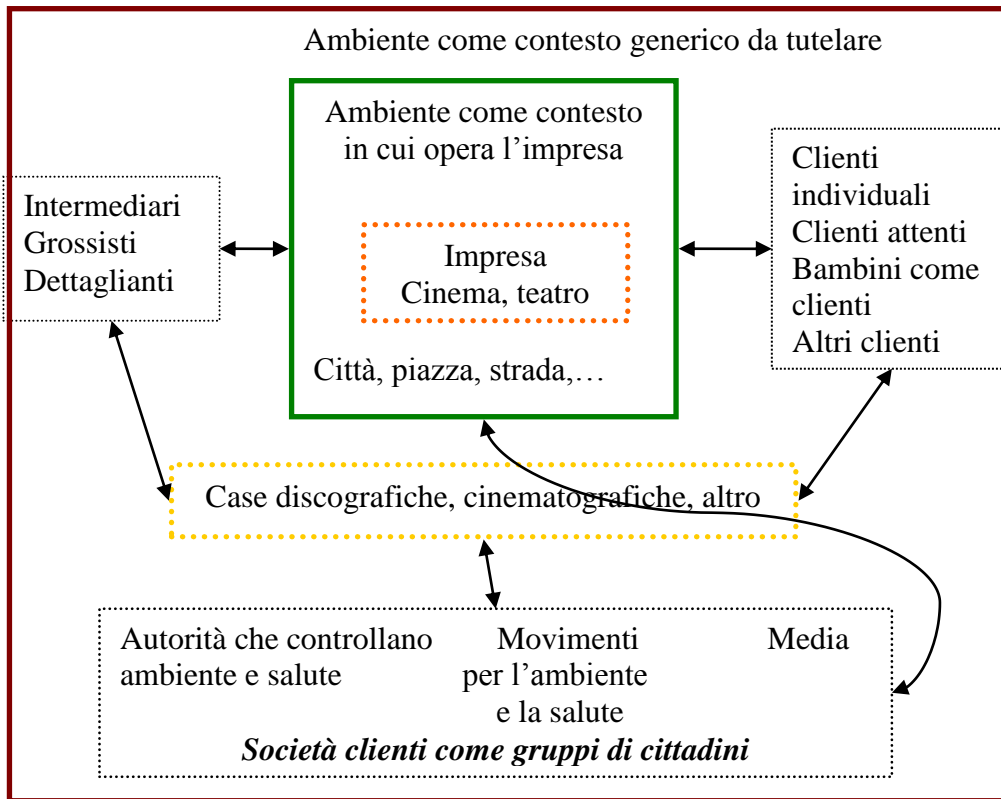 Ambiente come contesto generico da tutelare
Ambiente come contesto
in cui opera l’impresa
Impresa
Cinema, teatro
Città, piazza, strada,…
Intermediari
Grossisti
Dettaglianti
Clienti
individuali
Clienti attenti
Bambini come
clienti
Altri clienti
Case discografiche, cinematografiche, altro
Autorità che controllano
ambiente e salute
Movimenti
per l’ambiente
e la salute
Media
Società clienti come gruppi di cittadini